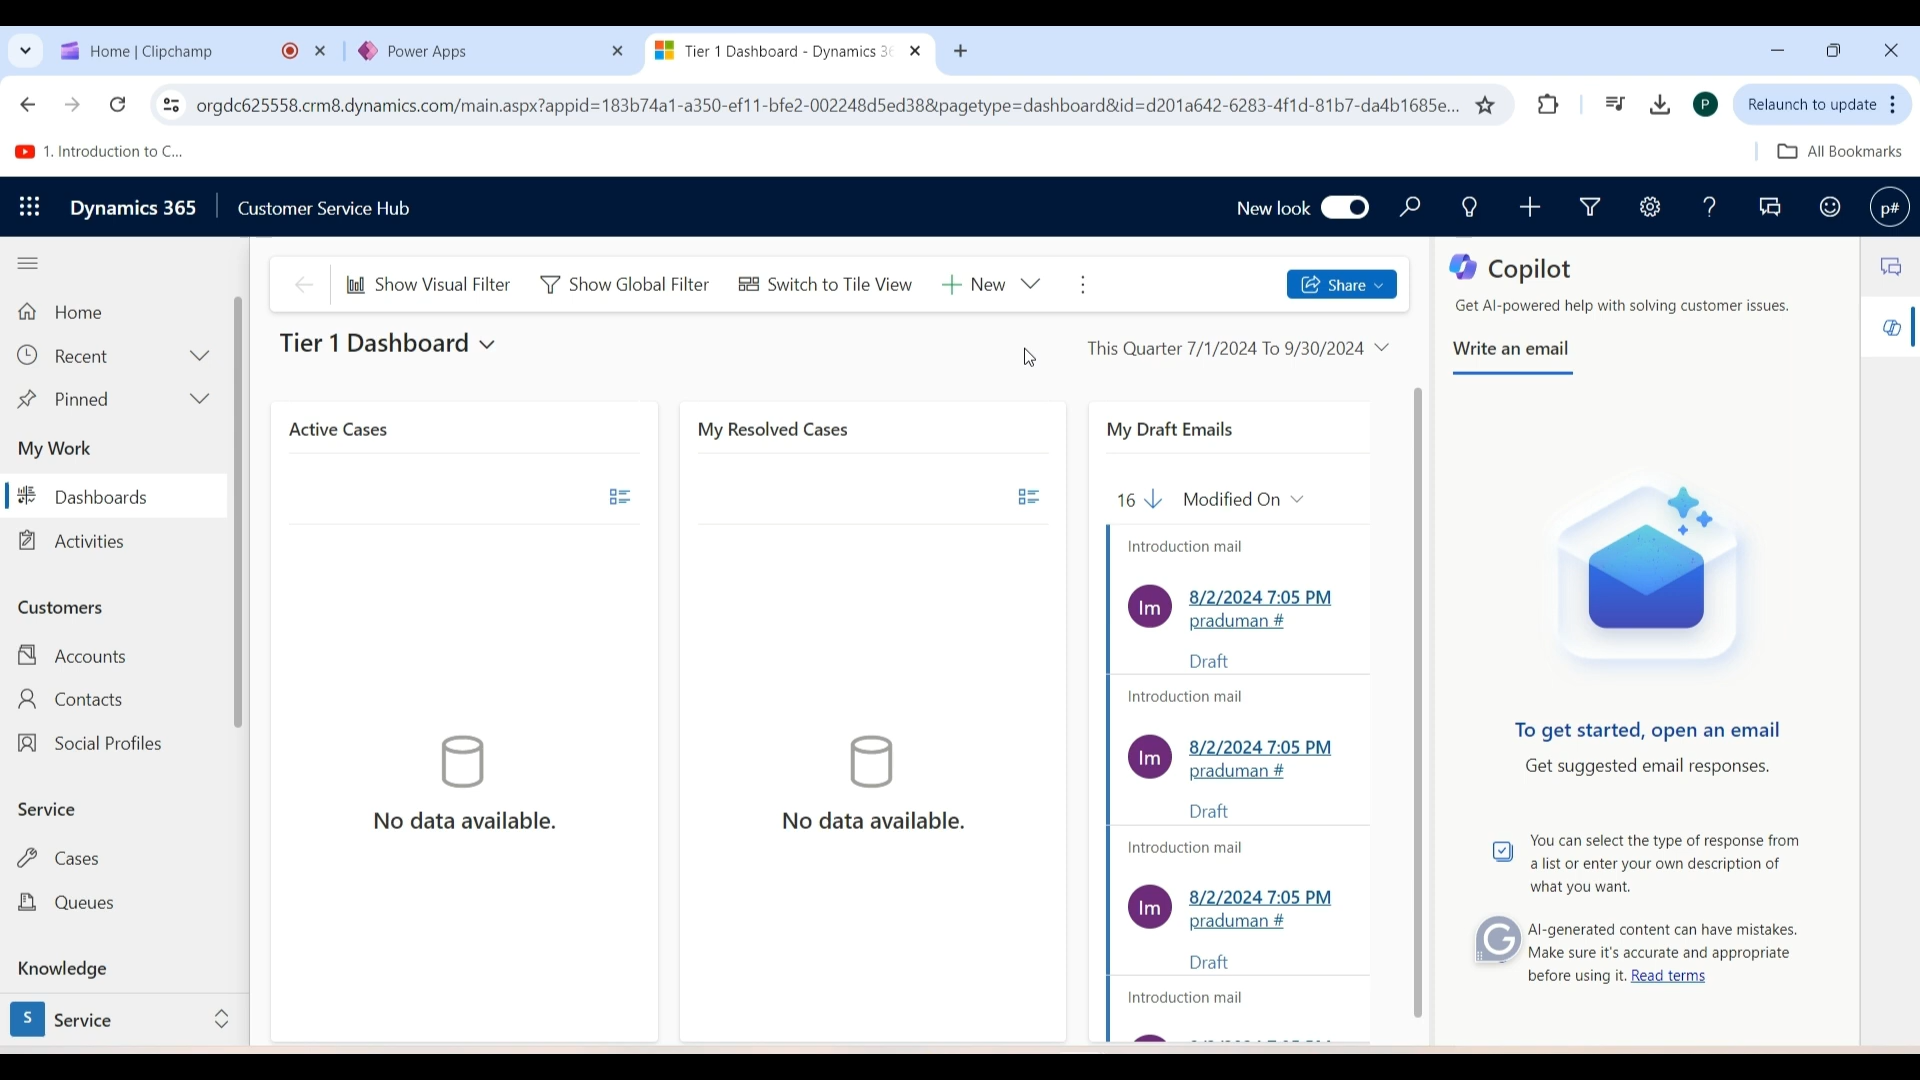 Home | Clipchamp
Power Apps
Tier 1 Dashboard - Dynamics 36
orgdc625558.crm8.dynamics.com/main.aspx?appid=183b74a1-a350-ef11-bfe2-002248d5ed38&pagetype=dashboard&id=d201a642-6283-4f1d-81b7-da4b1685e...
P
Relaunch to update
1. Introduction to C...
All Bookmarks
Dynamics 365
Customer Service Hub
New look
p#
Home
Recent
Pinned
My Work
Dashboards
Activities
Customers
Accounts
Contacts
Social Profiles
Service
Cases
Queues
Knowledge
S Service
Show Visual Filter
Show Global Filter
Switch to Tile View
New
Share
Tier 1 Dashboard
This Quarter 7/1/2024 To 9/30/2024
Active Cases
No data available.
My Resolved Cases
No data available.
My Draft Emails
16
Modified On
Introduction mail
Im
8/2/2024 7:05 PM
praduman #
Draft
Introduction mail
Im
8/2/2024 7:05 PM
praduman #
Draft
Introduction mail
Im
8/2/2024 7:05 PM
praduman #
Draft
Introduction mail
Copilot
Get AI-powered help with solving customer issues.
Write an email
To get started, open an email
Get suggested email responses.
You can select the type of response from
a list or enter your own description of
what you want.
G
AI-generated content can have mistakes.
Make sure it's accurate and appropriate
before using it. Read terms